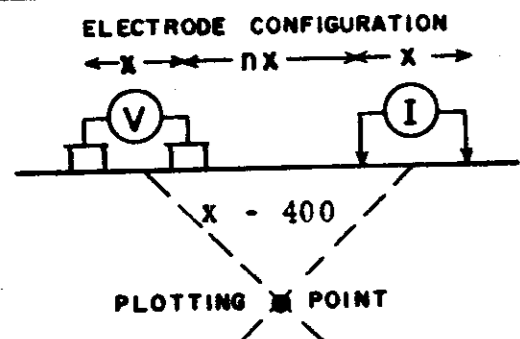 ELECTRODE CONFIGURATION
x nx x
V I
x - 400
PLOTTING POINT